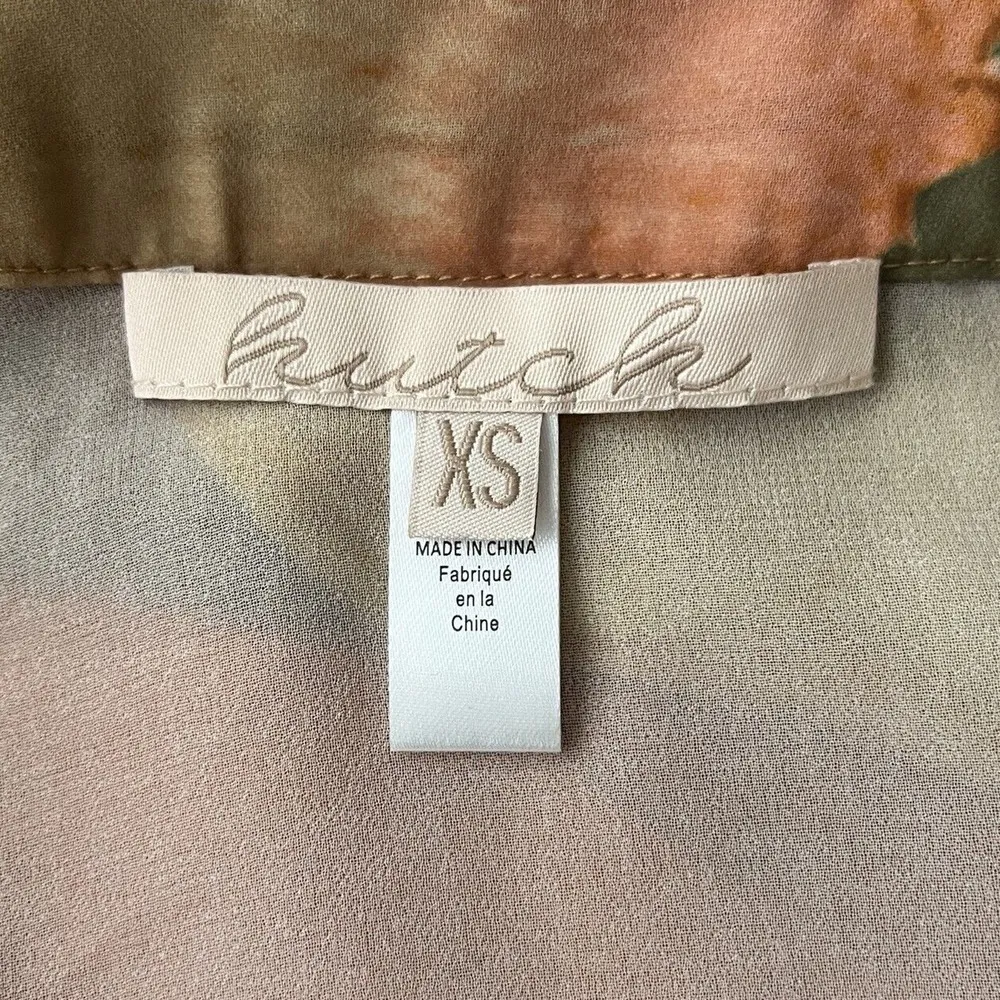 hutch
XS
MADE IN CHINA
Fabriqué
en la
Chine